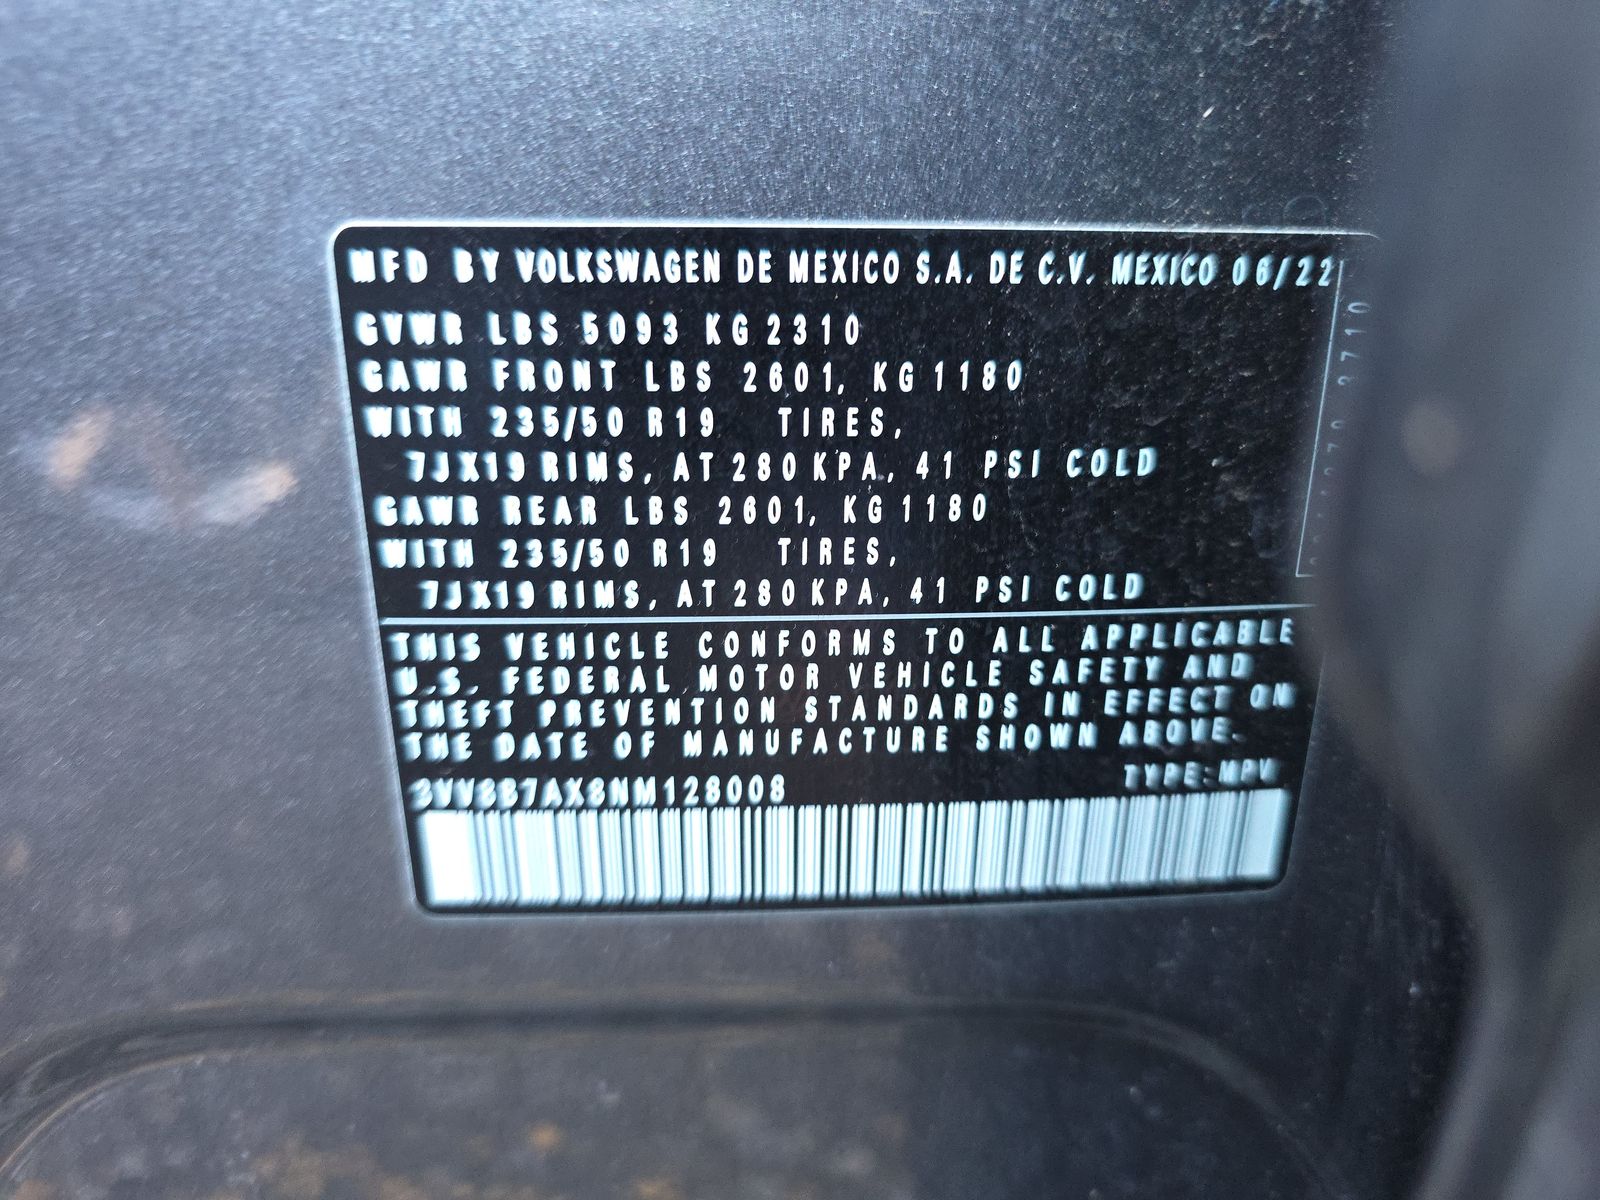 MFD BY VOLKSWAGEN DE MEXICO S.A. DE C.V. MEXICO 06/22
GVWR LBS 5093 KG 2310
GAWR FRONT LBS 2601, KG 1180
WITH 235/50 R19 TIRES,
7JX19 RIMS, AT 280 KPA, 41 PSI COLD
GAWR REAR LBS 2601, KG 1180
WITH 235/50 R19 TIRES,
7JX19 RIMS, AT 280 KPA, 41 PSI COLD
THIS VEHICLE CONFORMS TO ALL APPLICABLE
U.S. FEDERAL MOTOR VEHICLE SAFETY AND
THEFT PREVENTION STANDARDS IN EFFECT ON
THE DATE OF MANUFACTURE SHOWN ABOVE.
3VV8B7AX8NM128008 TYPE: MPV